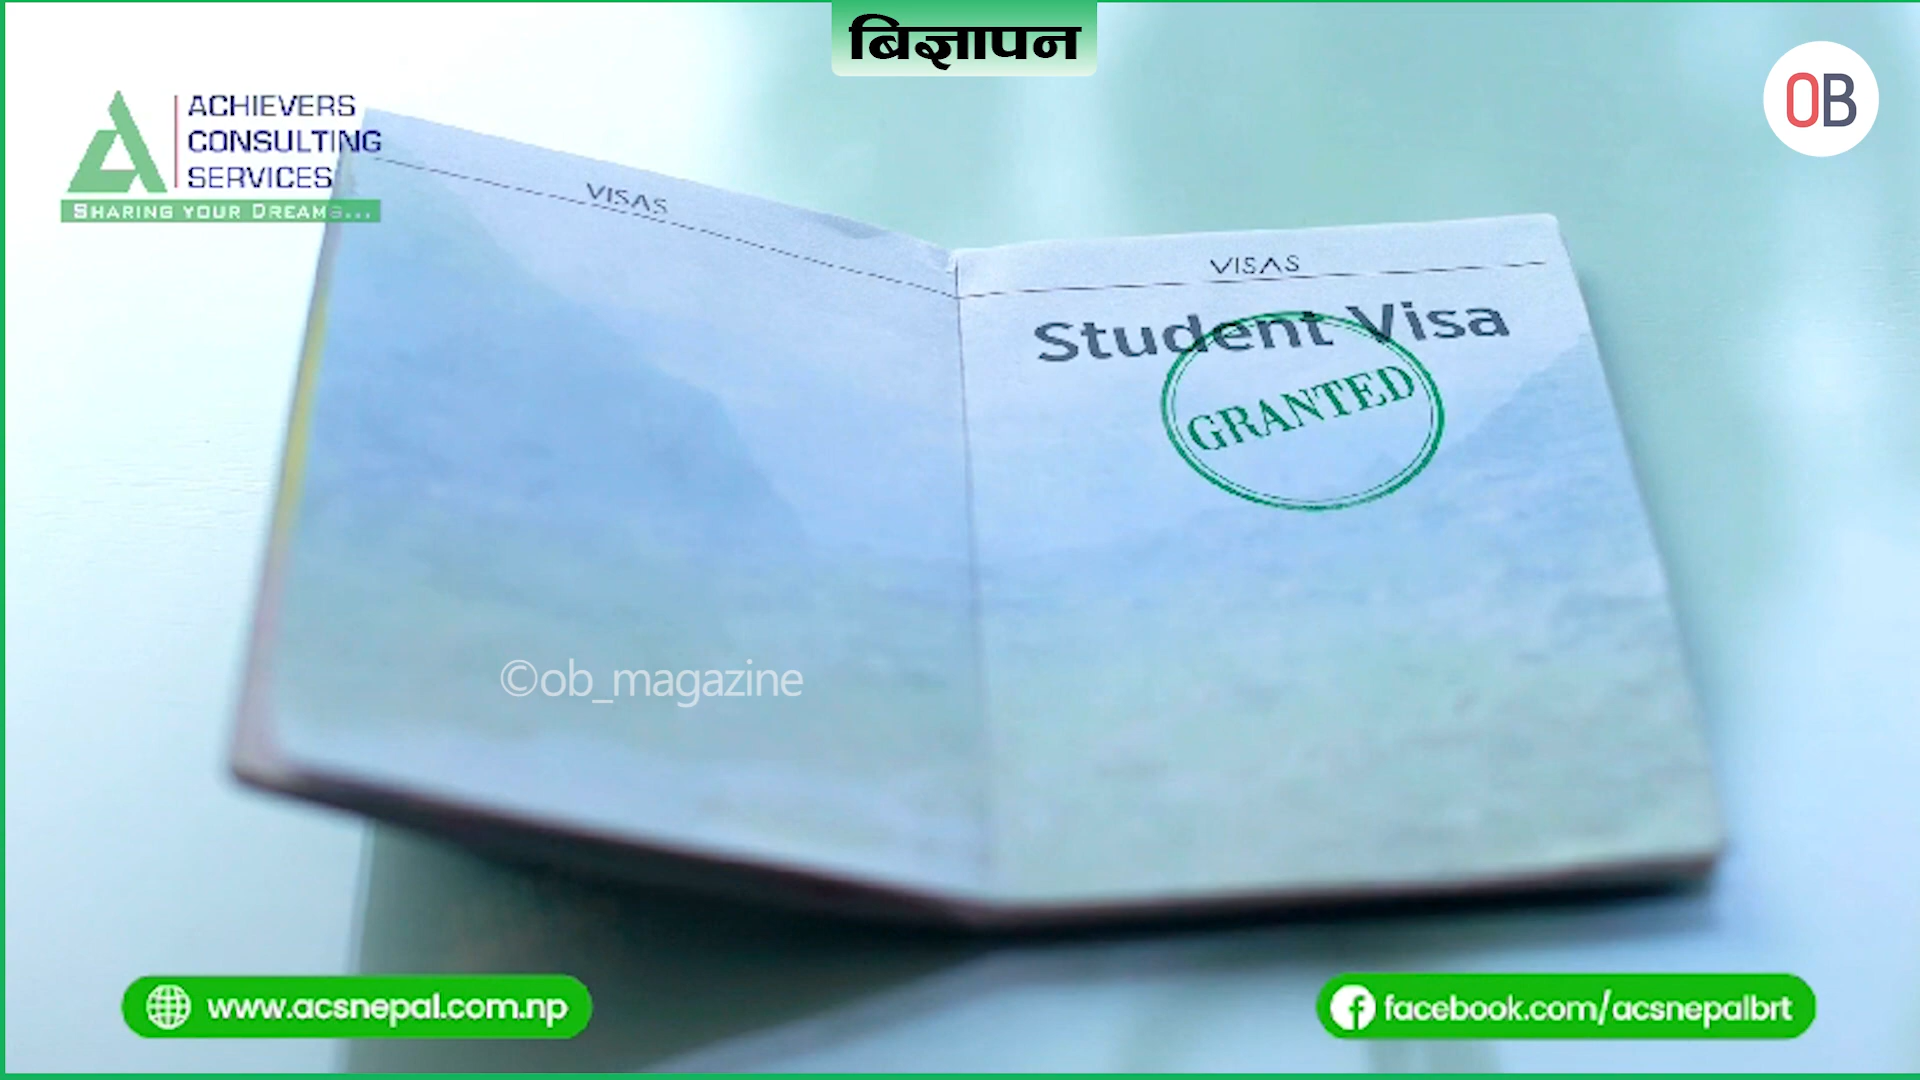 बिज्ञापन
OB
ACHIEVERS
CONSULTING
SERVICES
SHARING YOUR DREAMS...
VISAS
VISAS
Student Visa
GRANTED
©ob_magazine
www.acsnepal.com.np
facebook.com/acsnepalbrt